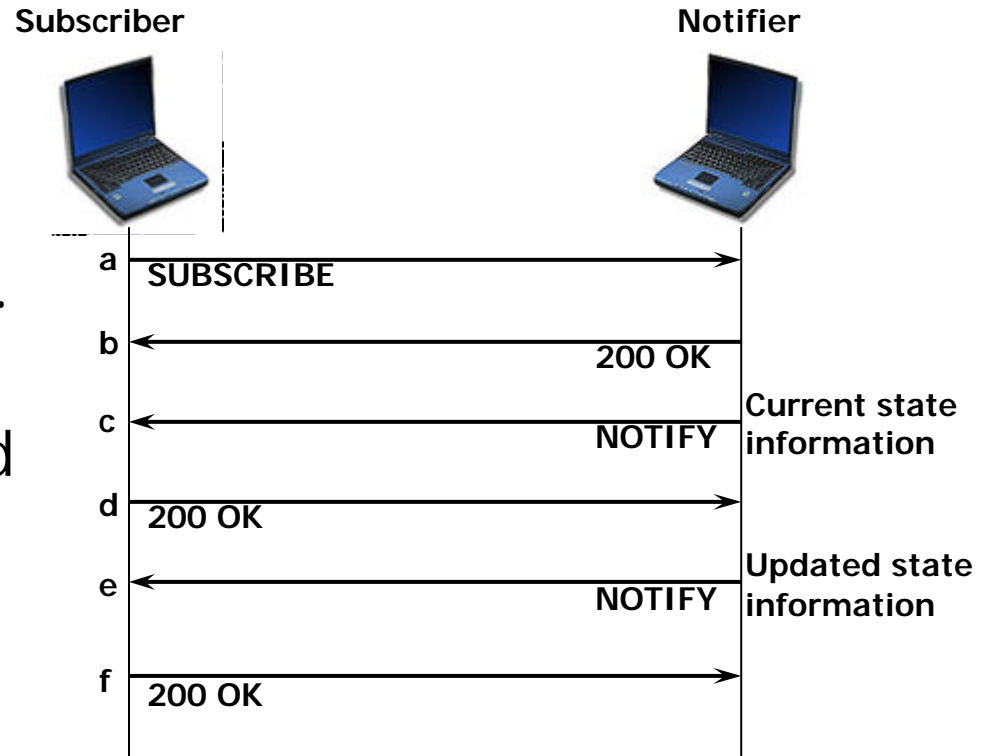 Subscriber
Notifier
a
SUBSCRIBE
.
b
200 OK
c
NOTIFY
Current state
information
d
d
200 OK
e
NOTIFY
Updated state
information
f
200 OK